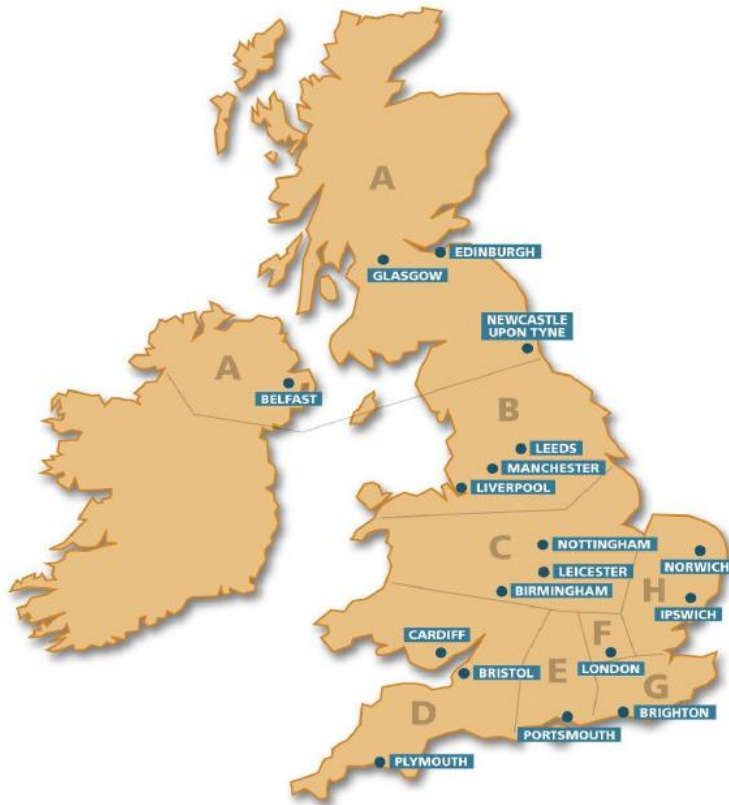 A
EDINBURGH
GLASGOW
NEWCASTLE
UPON TYNE
A
BELFAST
B
LEEDS
MANCHESTER
LIVERPOOL
C
NOTTINGHAM
NORWICH
LEICESTER
H
BIRMINGHAM
IPSWICH
CARDIFF
F
LONDON
BRISTOL
E
G
D
BRIGHTON
PORTSMOUTH
PLYMOUTH